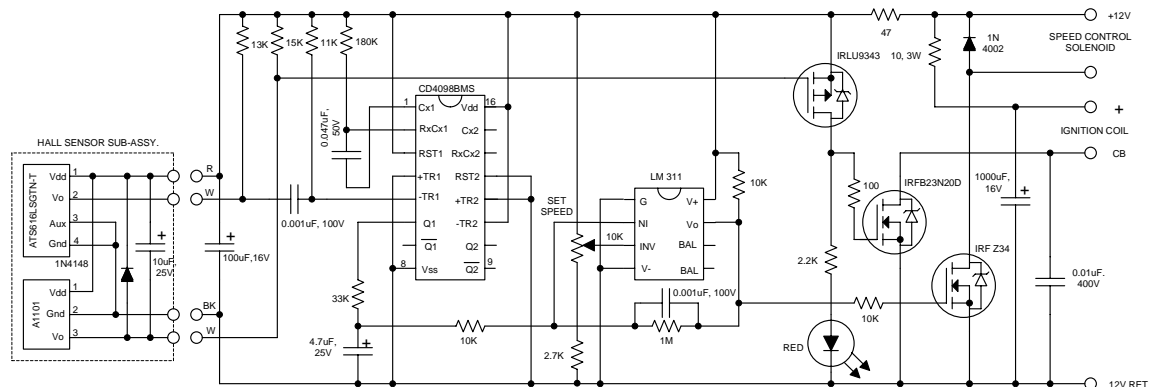 +12V
47
13K
15K
11K
180K
IRLU9343
10, 3W
1N
4002
SPEED CONTROL
SOLENOID
CD4098BMS
1
Cx1
Vdd
16
RxCx1
Cx2
RST1
RxCx2
+TR1
RST2
-TR1
+TR2
Q1
-TR2
Q1
Q2
8
Vss
Q2
9
0.047uF,
50V
+
IGNITION COIL
CB
HALL SENSOR SUB-ASSY.
ATS616LSGTN-T
Vdd
1
Vo
2
Aux
3
Gnd
4
1N4148
A1101
Vdd
1
Gnd
2
Vo
3
+
10uF,
25V
R
W
BK
W
+
100uF,16V
0.001uF, 100V
SET
SPEED
10K
LM 311
G
V+
NI
Vo
INV
BAL
V-
BAL
10K
100
IRFB23N20D
1000uF,
16V
+
IRF Z34
0.01uF.
400V
33K
4.7uF,
25V
+
10K
0.001uF, 100V
1M
2.7K
2.2K
10K
RED
12V RET